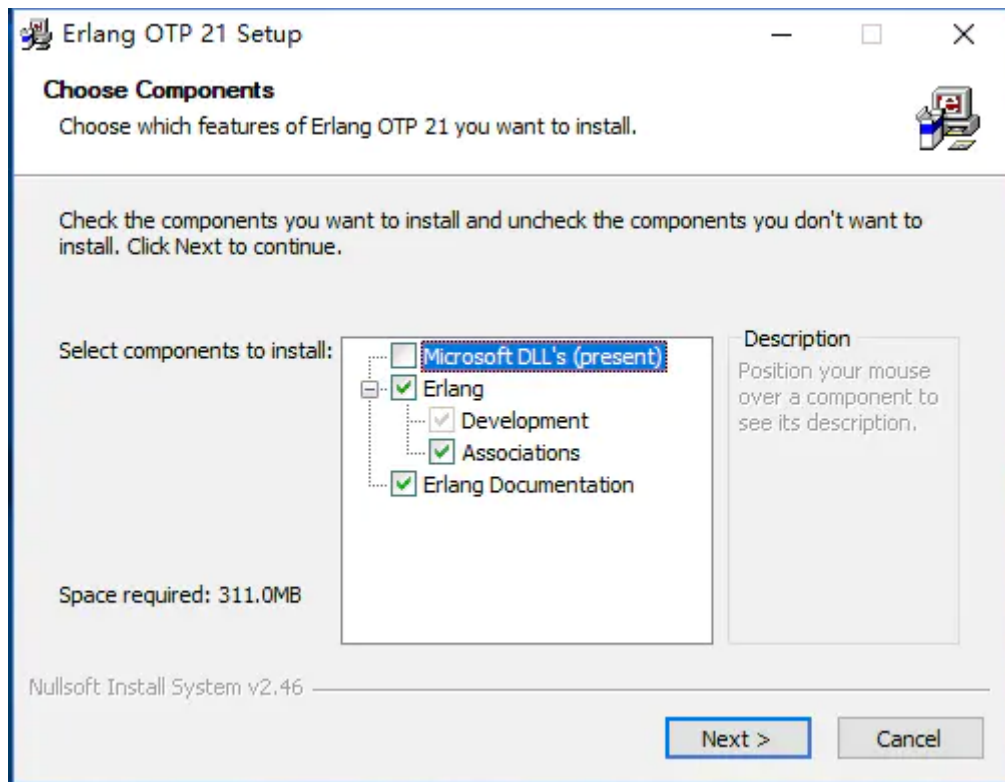 Erlang OTP 21 Setup
Choose Components
Choose which features of Erlang OTP 21 you want to install.
Check the components you want to install and uncheck the components you don't want to
install. Click Next to continue.
Select components to install:
Microsoft DLL's (present)
Erlang
Development
Associations
Erlang Documentation
Description
Position your mouse
over a component to
see its description.
Space required: 311.0MB
Nullsoft Install System v2.46
Next >
Cancel